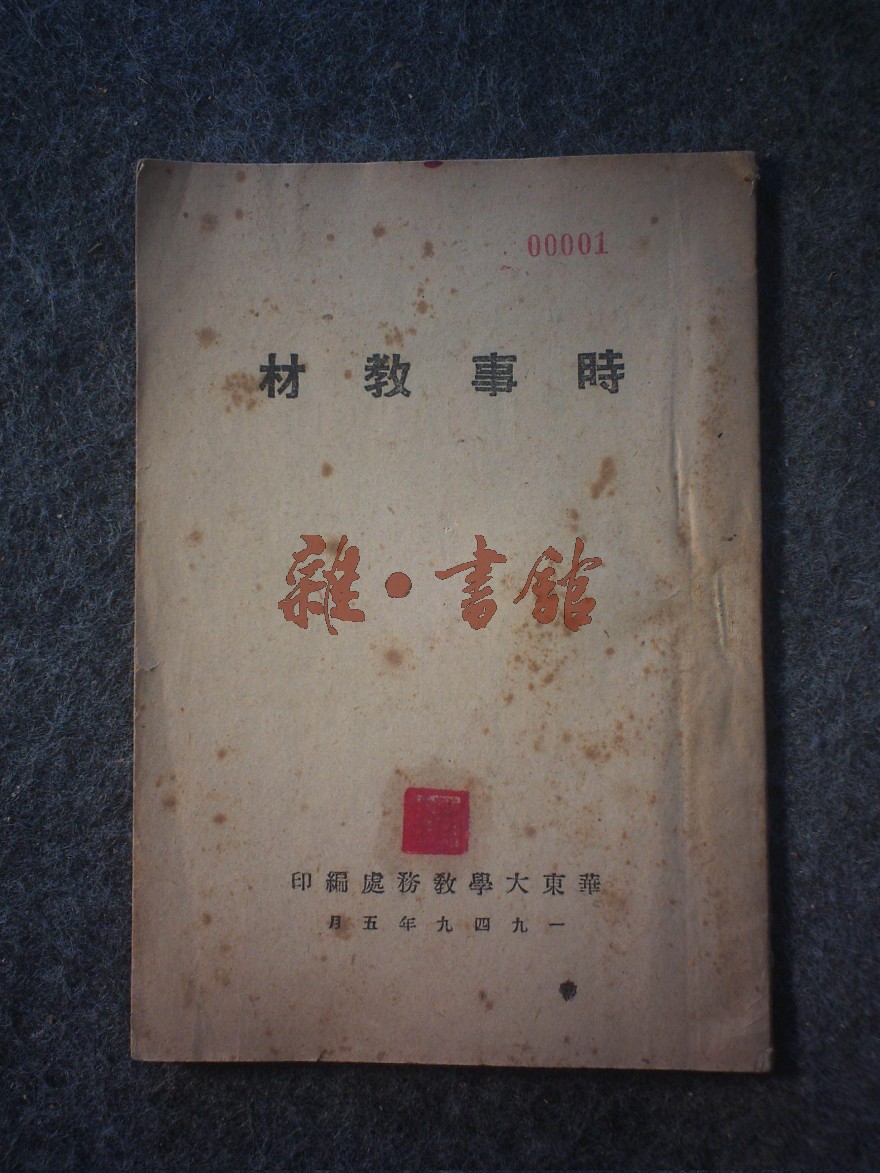 00001
時事教材
雜·書館
華東大學教務處編印
一九四九年五月